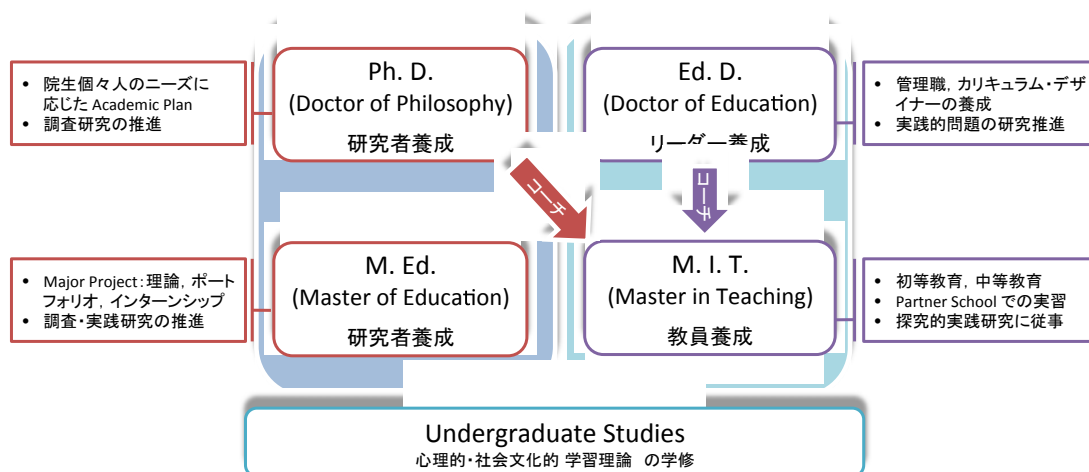 Ph. D.
(Doctor of Philosophy)
研究者養成
Ed. D.
(Doctor of Education)
リーダー養成
• 院生個々人のニーズに
応じた Academic Plan
• 調査研究の推進
• 管理職，カリキュラム・デザ
イナーの養成
• 実践的問題の研究推進
コーチ
コーチ
M. Ed.
(Master of Education)
研究者養成
M. I. T.
(Master in Teaching)
教員養成
• Major Project：理論，ポート
フォリオ，インターンシップ
• 調査・実践研究の推進
• 初等教育，中等教育
• Partner School での実習
• 探究的実践研究に従事
Undergraduate Studies
心理的・社会文化的 学習理論 の学修